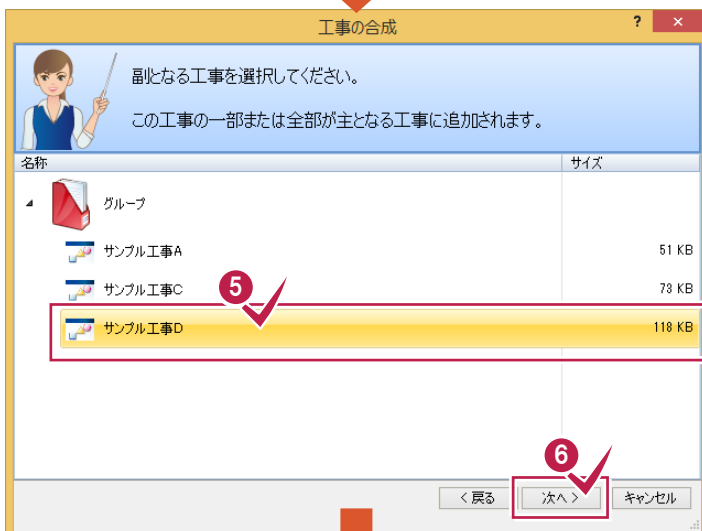 工事の合成
? ×
副となる工事を選択してください。
この工事の一部または全部が主となる工事に追加されます。
名称 サイズ
グループ
サンプル工事A 51 KB
サンプル工事C 73 KB
5
サンプル工事D 118 KB
6
< 戻る 次へ > キャンセル